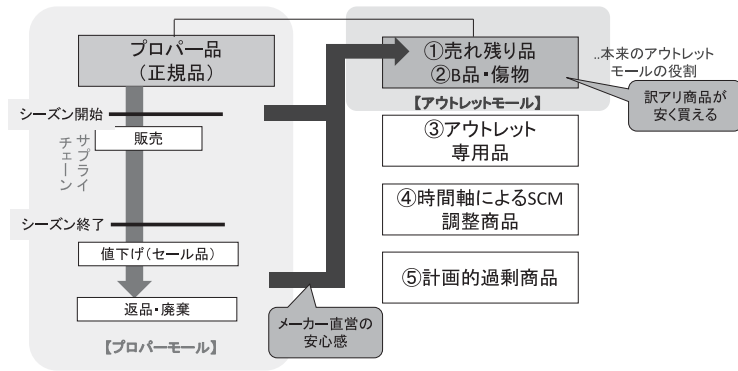 プロパー品
(正規品)
シーズン開始
販売
サプライ
チェーン
シーズン終了
値下げ(セール品)
返品・廃棄
【プロパーモール】
メーカー直営の
安心感
①売れ残り品
②B品・傷物
【アウトレットモール】
..本来のアウトレット
モールの役割
訳アリ商品が
安く買える
③アウトレット
専用品
④時間軸によるSCM
調整商品
⑤計画的過剰商品